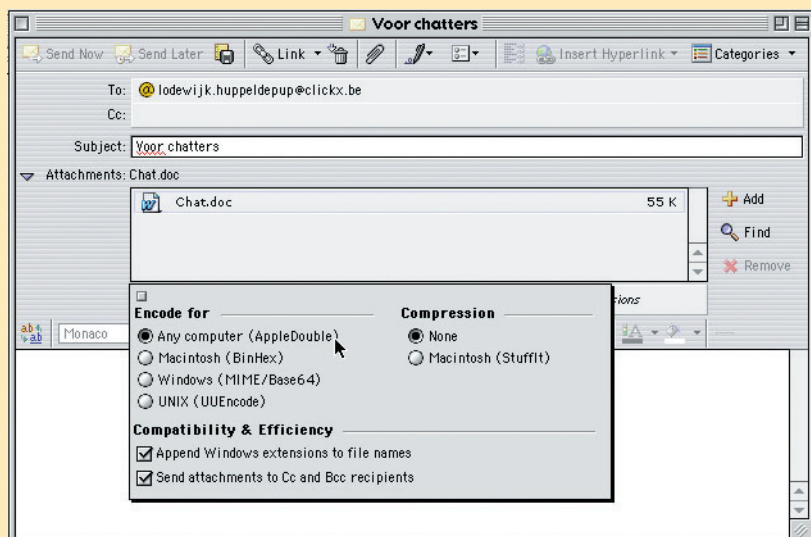 Voor chatters
Send Now Send Later Link Insert Hyperlink Categories
To: @ lodewijk.huppeldepup@clickx.be
Cc:
Subject: Voor chatters
Attachments: Chat.doc
Chat.doc 55 K
Add
Find
Remove
Encode for
Any computer (AppleDouble)
Macintosh (BinHex)
Windows (MIME/Base64)
UNIX (UUEncode)
Compression
None
Macintosh (StuffIt)
Compatibility & Efficiency
Append Windows extensions to file names
Send attachments to Cc and Bcc recipients
Monaco